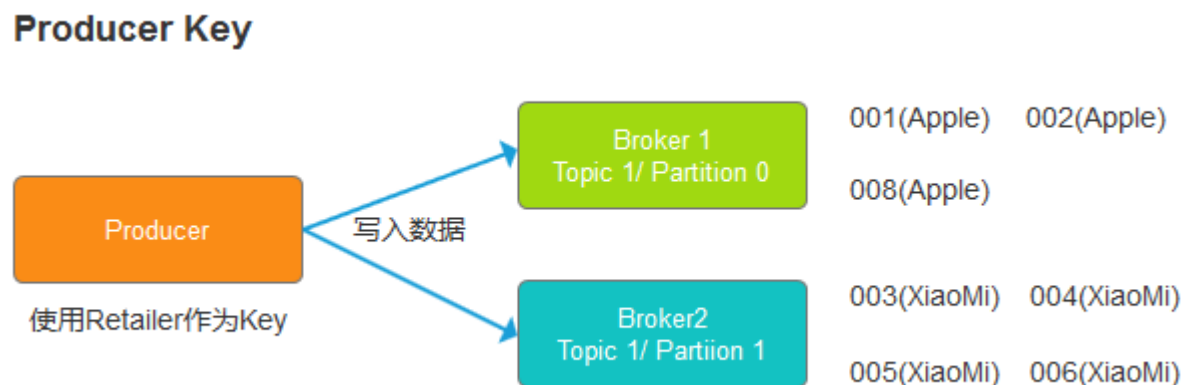 Producer Key
Broker 1
Topic 1/ Partition 0
001(Apple) 002(Apple)
008(Apple)
Producer
写入数据
使用Retailer作为Key
Broker2
Topic 1/ Partiion 1
003(XiaoMi) 004(XiaoMi)
005(XiaoMi) 006(XiaoMi)